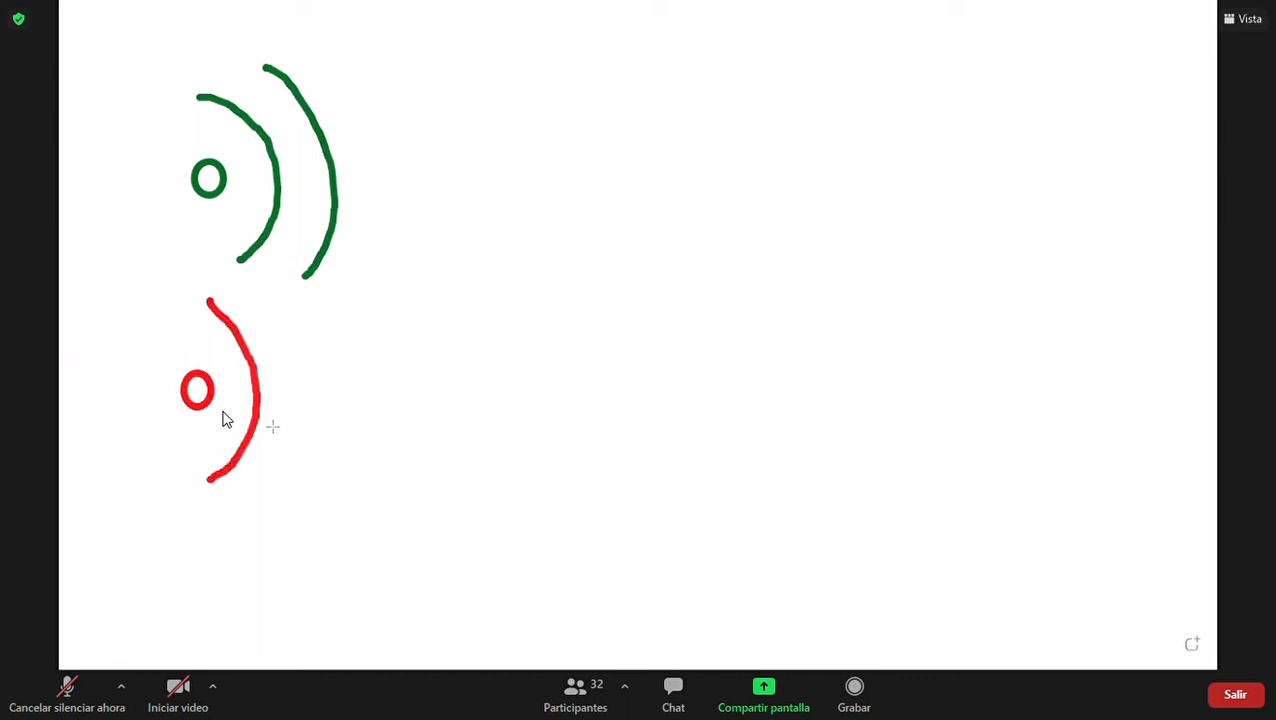 Vista
Cancelar silenciar ahora
Iniciar video
32
Participantes
Chat
Compartir pantalla
Grabar
Salir